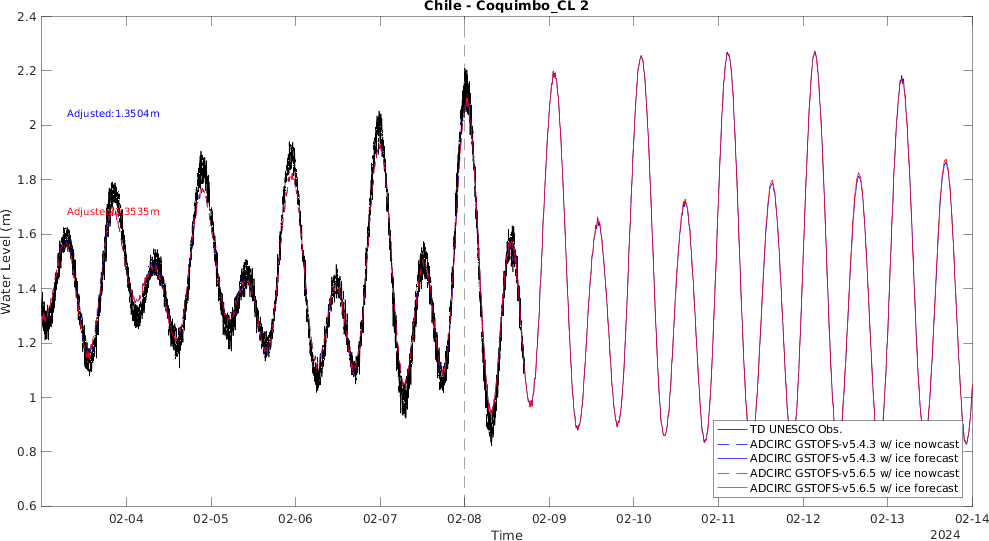 Chile - Coquimbo_CL 2
2.4
2.2
2
1.8
1.6
1.4
1.2
1
0.8
0.6
Water Level (m)
Adjusted:1.3504m
Adjusted:1.3535m
TD UNESCO Obs.
ADCIRC GSTOFS-v5.4.3 w/ ice nowcast
ADCIRC GSTOFS-v5.4.3 w/ ice forecast
ADCIRC GSTOFS-v5.6.5 w/ ice nowcast
ADCIRC GSTOFS-v5.6.5 w/ ice forecast
02-04 02-05 02-06 02-07 02-08 02-09 02-10 02-11 02-12 02-13 02-14
Time
2024